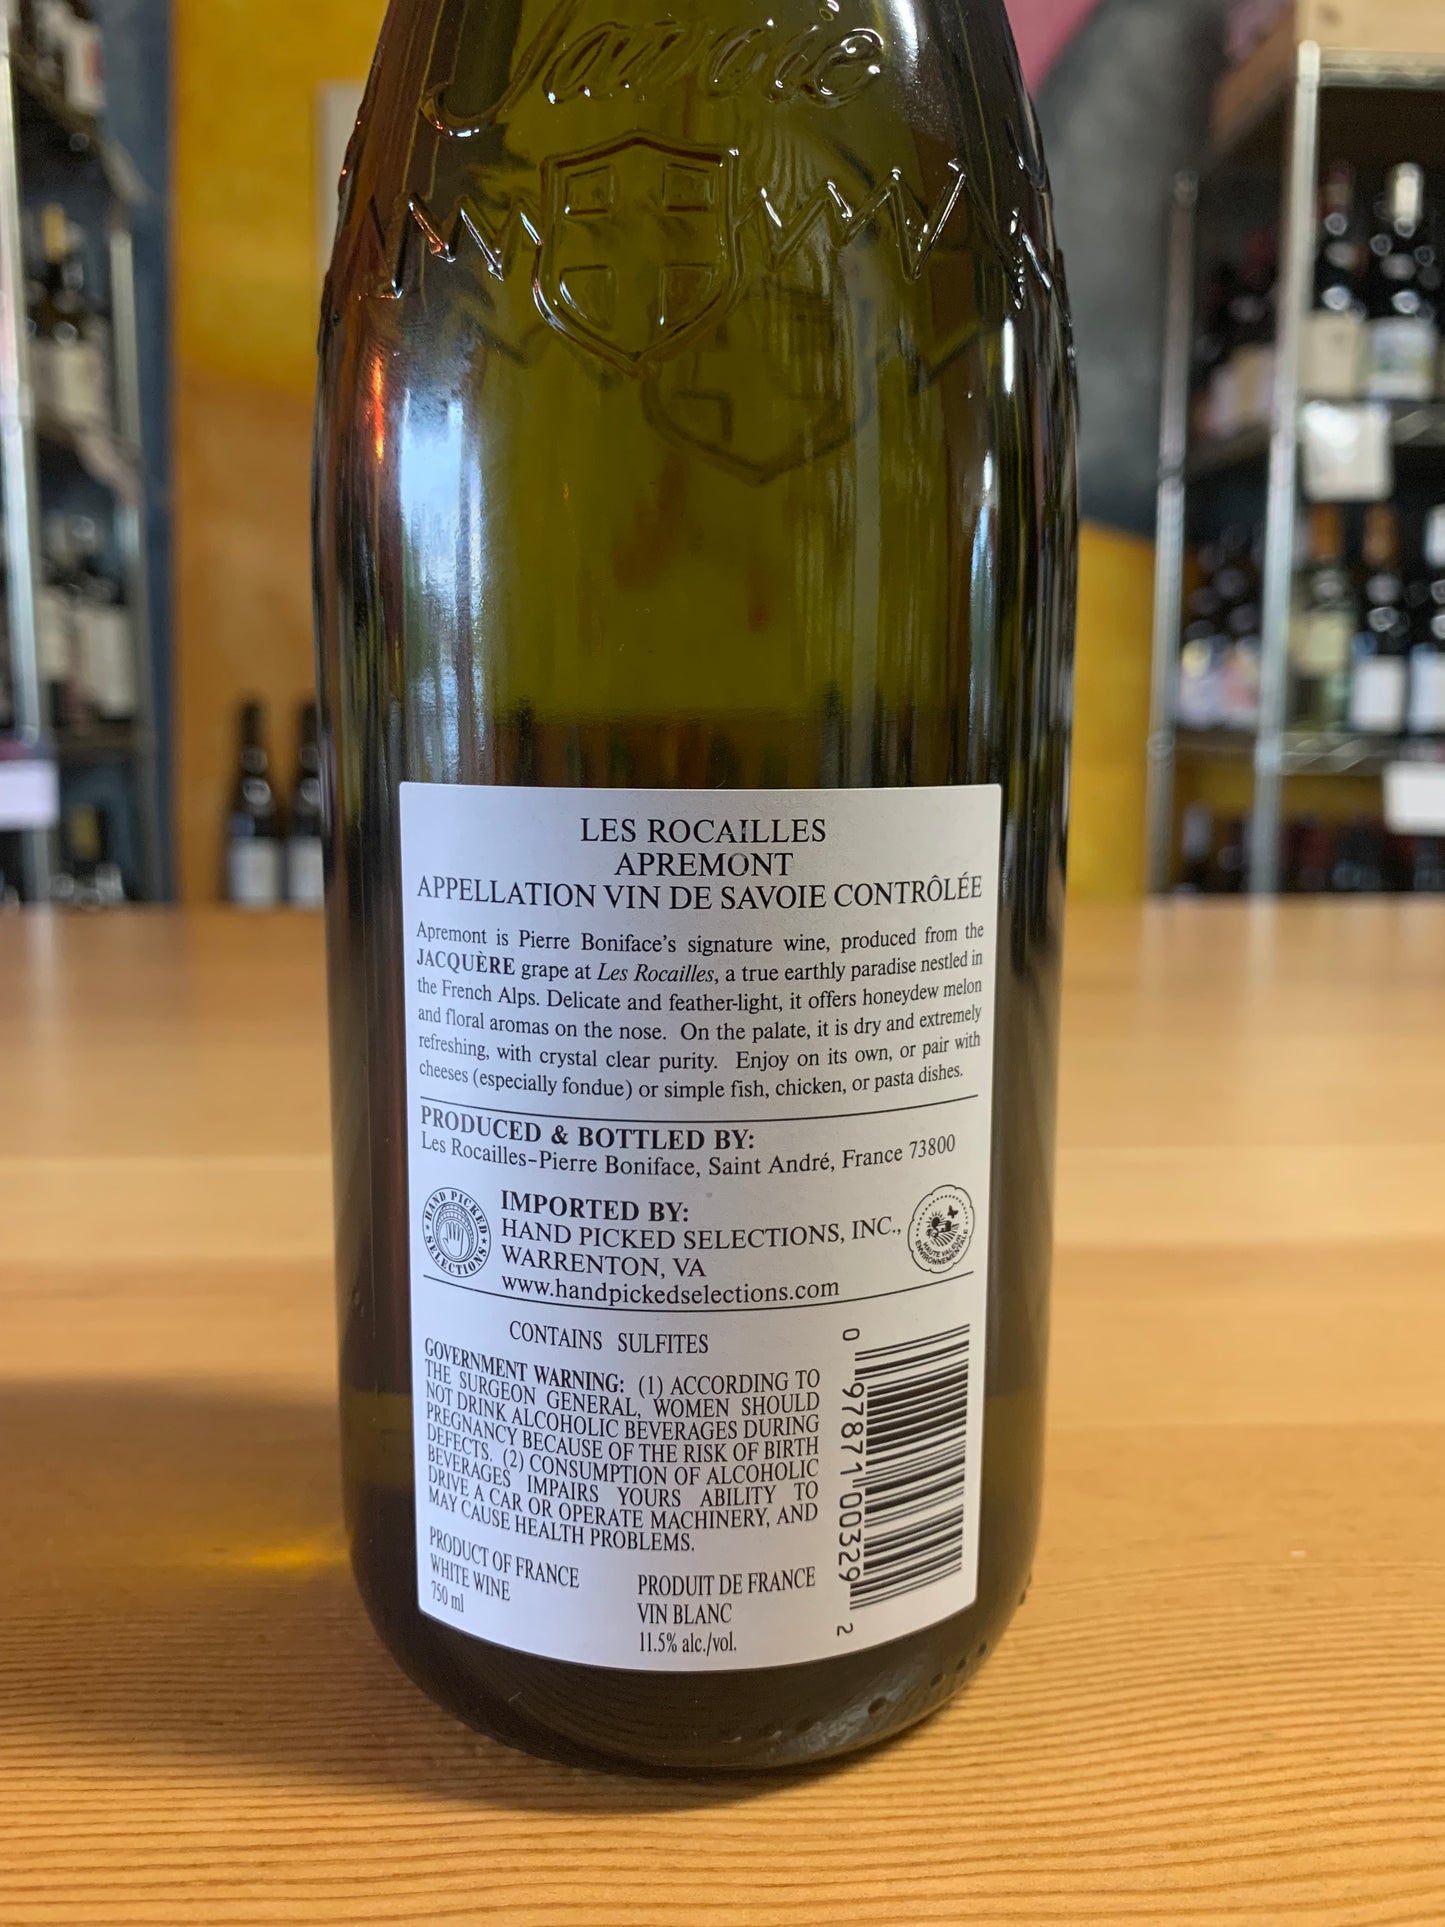 Savoie
LES ROCAILLES
APREMONT
APPELLATION VIN DE SAVOIE CONTRÔLÉE
Apremont is Pierre Boniface's signature wine, produced from the
JACQUÈRE grape at Les Rocailles, a true earthly paradise nestled in
the French Alps. Delicate and feather-light, it offers honeydew melon
and floral aromas on the nose. On the palate, it is dry and extremely
refreshing, with crystal clear purity. Enjoy on its own, or pair with
cheeses (especially fondue) or simple fish, chicken, or pasta dishes.
PRODUCED & BOTTLED BY:
Les Rocailles-Pierre Boniface, Saint André, France 73800
HAND PICKED
SELECTIONS
IMPORTED BY:
HAND PICKED SELECTIONS, INC.,
WARRENTON, VA
www.handpickedselections.com
HAUTE VALEUR
ENVIRONNEMENTALE
CONTAINS SULFITES
GOVERNMENT WARNING: (1) ACCORDING TO
THE SURGEON GENERAL, WOMEN SHOULD
NOT DRINK ALCOHOLIC BEVERAGES DURING
PREGNANCY BECAUSE OF THE RISK OF BIRTH
DEFECTS. (2) CONSUMPTION OF ALCOHOLIC
BEVERAGES IMPAIRS YOURS ABILITY TO
DRIVE A CAR OR OPERATE MACHINERY, AND
MAY CAUSE HEALTH PROBLEMS.
0 97871 00329 2
PRODUCT OF FRANCE
WHITE WINE
750 ml
PRODUIT DE FRANCE
VIN BLANC
11.5% alc./vol.